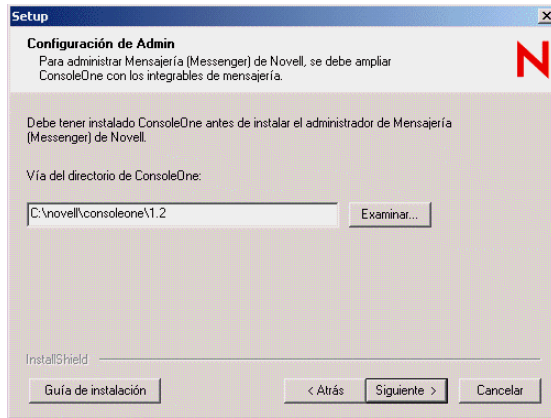 Setup
Configuración de Admin
Para administrar Mensajería (Messenger) de Novell, se debe ampliar
ConsoleOne con los integrables de mensajería.
N
Debe tener instalado ConsoleOne antes de instalar el administrador de Mensajería
(Messenger) de Novell.
Vía del directorio de ConsoleOne:
C:\novell\consoleone\1.2
Examinar...
InstallShield
Guía de instalación
< Atrás
Siguiente >
Cancelar